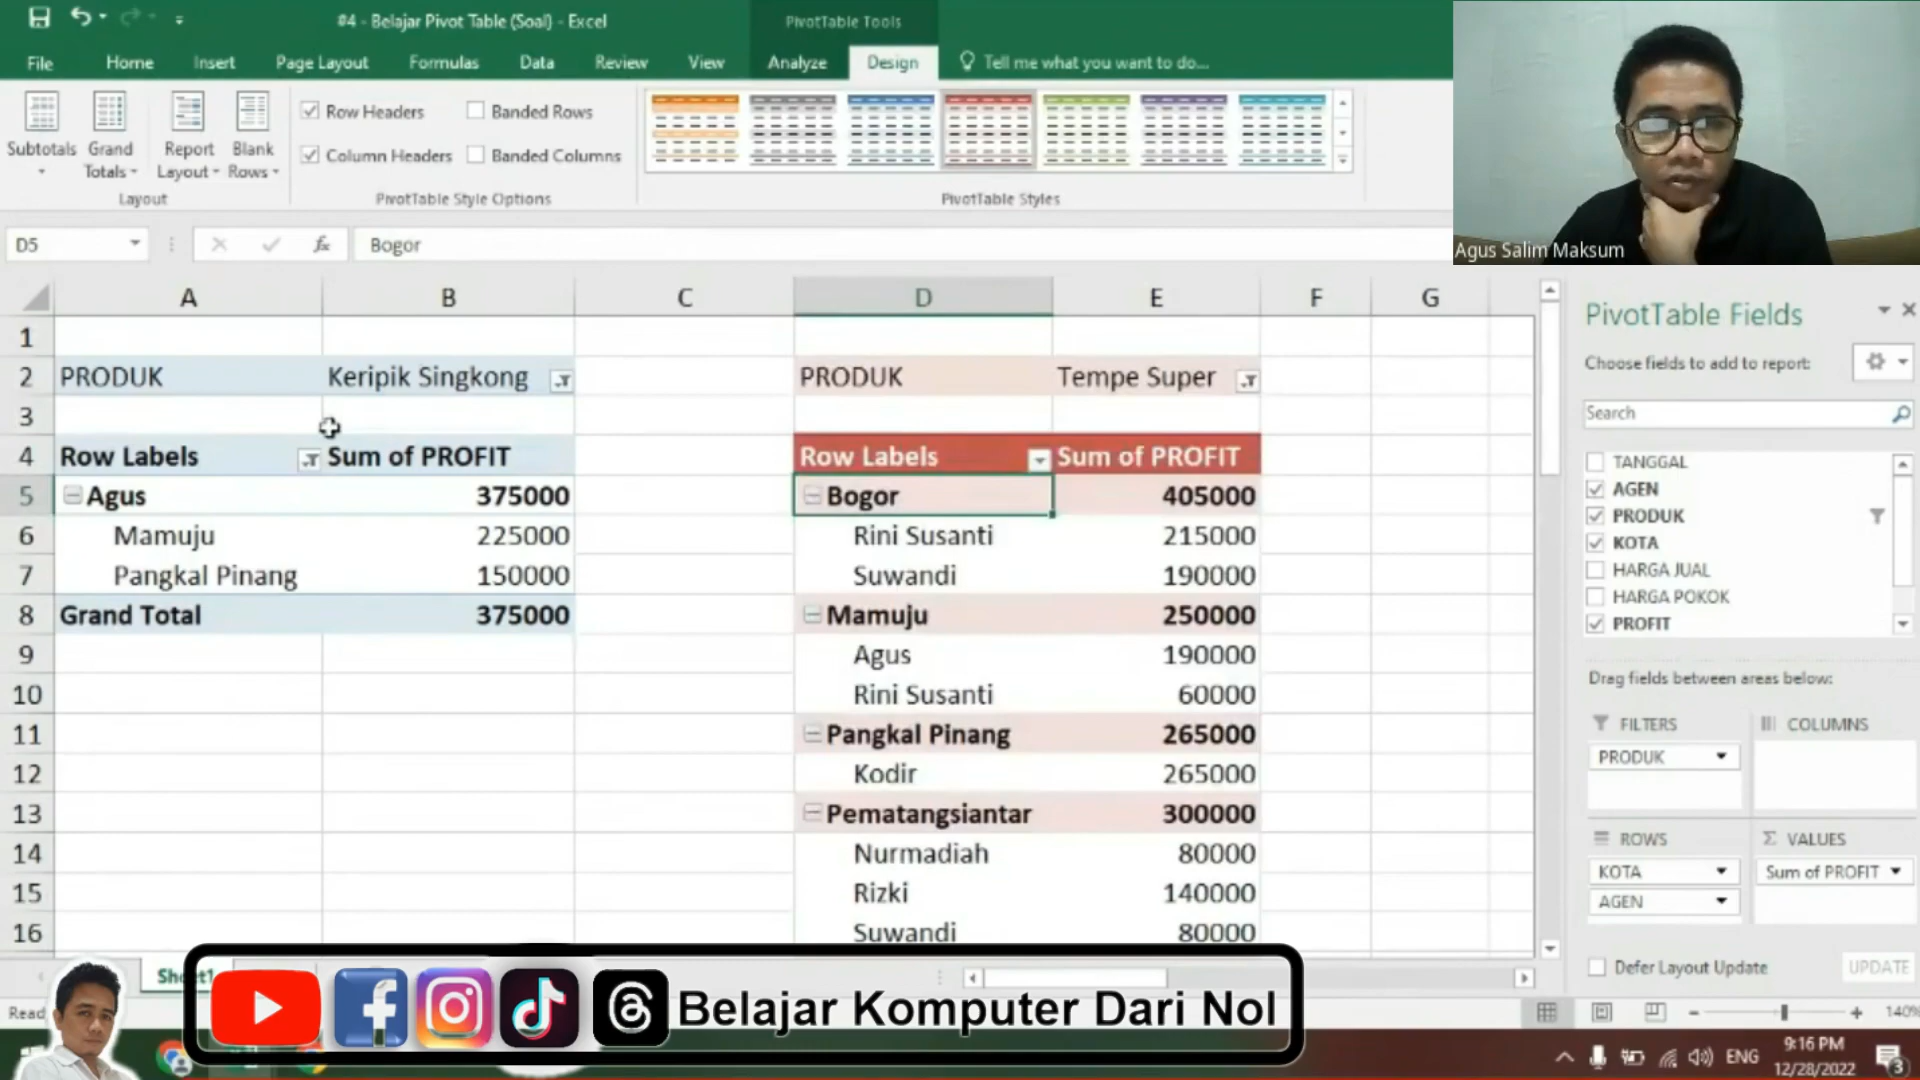 #4 - Belajar Pivot Table (Soal) - Excel
PivotTable Tools
File Home Insert Page Layout Formulas Data Review View Analyze Design Tell me what you want to do...
Subtotals
Grand Totals
Report Layout
Blank Rows
Layout
Row Headers
Banded Rows
Column Headers
Banded Columns
PivotTable Style Options
PivotTable Styles
Agus Salim Maksum
D5 fx Bogor
A B C D E F G
1
2 PRODUK Keripik Singkong PRODUK Tempe Super
3
4 Row Labels Sum of PROFIT Row Labels Sum of PROFIT
5 Agus 375000 Bogor 405000
6 Mamuju 225000 Rini Susanti 215000
7 Pangkal Pinang 150000 Suwandi 190000
8 Grand Total 375000 Mamuju 250000
9 Agus 190000
10 Rini Susanti 60000
11 Pangkal Pinang 265000
12 Kodir 265000
13 Pematangsiantar 300000
14 Nurmadiah 80000
15 Rizki 140000
16 Suwandi 80000
PivotTable Fields
Choose fields to add to report:
Search
TANGGAL
AGEN
PRODUK
KOTA
HARGA JUAL
HARGA POKOK
PROFIT
Drag fields between areas below:
FILTERS
PRODUK
COLUMNS
ROWS
KOTA
AGEN
Σ VALUES
Sum of PROFIT
Defer Layout Update UPDATE
Belajar Komputer Dari Nol
ENG
9:16 PM
12/28/2022
3